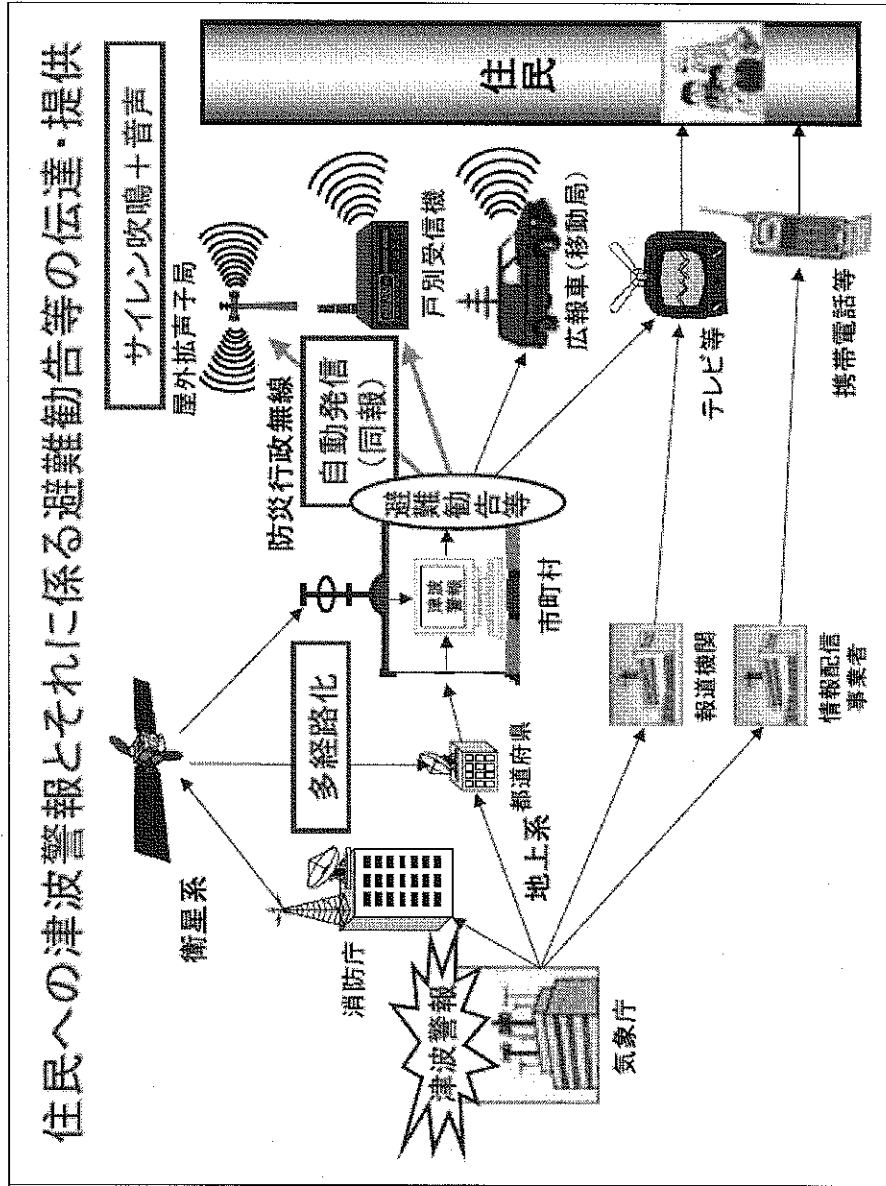 住民への津波警報とそれに係る避難勧告等の伝達・提供
サイレン吹鳴＋音声
衛星系
多経路化
防災行政無線
屋外拡声子局
自動発信
(同報)
戸別受信機
消防庁
津波警報
気象庁
地上系
都道府県
津波
警報
市町村
避難勧告等
広報車(移動局)
住民
報道機関
テレビ等
情報配信
事業者
携帯電話等